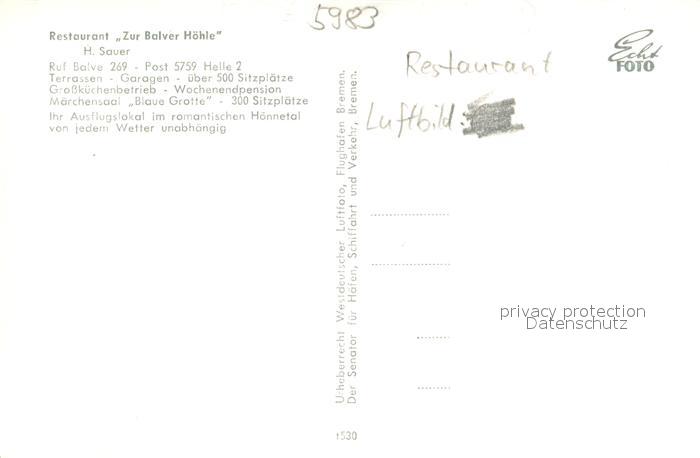 5983
Restaurant „Zur Balver Höhle"
H. Sauer
Ruf Balve 269 - Post 5759 Helle 2
Terrassen - Garagen - über 500 Sitzplätze
Großküchenbetrieb - Wochenendpension
Märchensaal „Blaue Grotte" - 300 Sitzplätze
Ihr Ausflugslokal im romantischen Hönnetal
von jedem Wetter unabhängig
Urheberrecht Westdeutscher Luftfoto, Flughafen Bremen.
Der Senator für Häfen, Schiffahrt und Verkehr, Bremen.
1530
Echt
FOTO
Restaurant
Luftbild:
privacy protection
Datenschutz